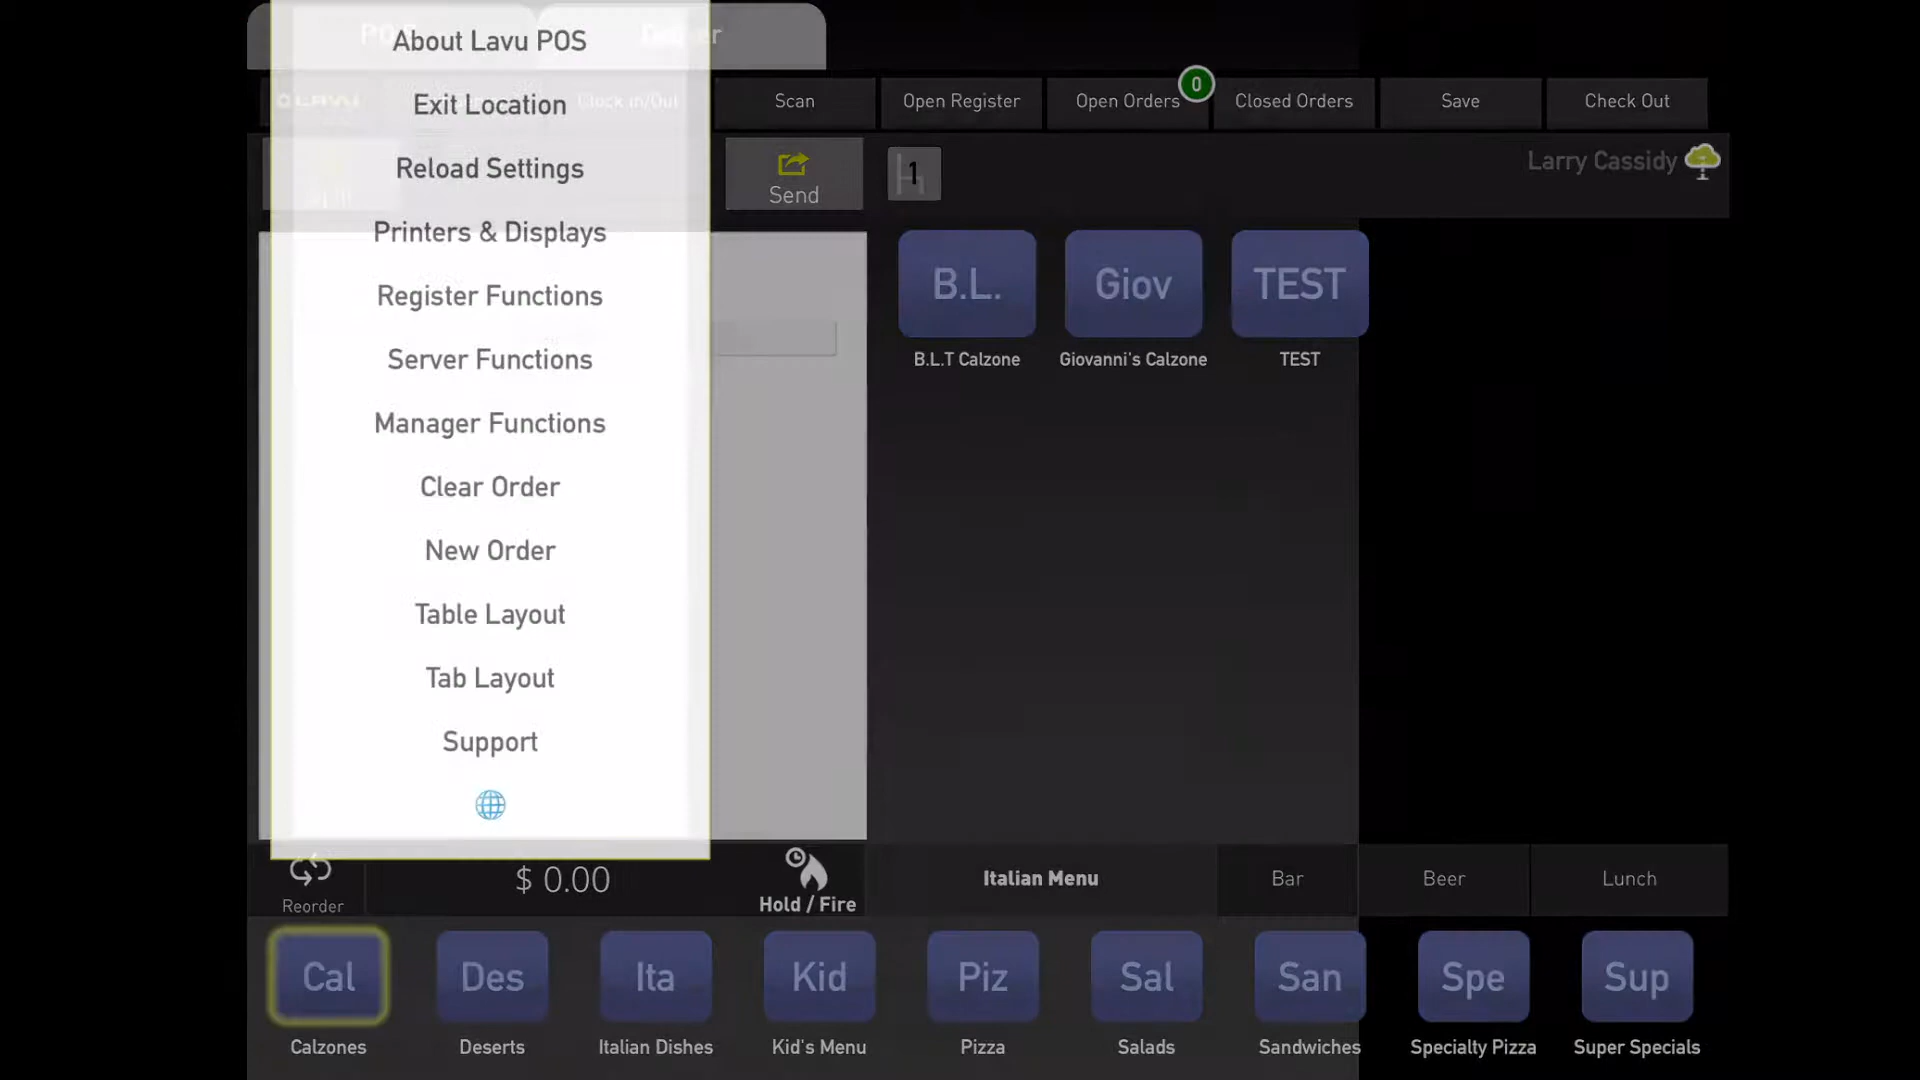 About Lavu POS
Exit Location
Reload Settings
Printers & Displays
Register Functions
Server Functions
Manager Functions
Clear Order
New Order
Table Layout
Tab Layout
Support
LAVU
Clock In/Out
Scan
Open Register
Open Orders
0
Closed Orders
Save
Check Out
Send
1
Larry Cassidy
B.L.
Giov
TEST
B.L.T Calzone
Giovanni's Calzone
TEST
Reorder
$ 0.00
Hold / Fire
Italian Menu
Bar
Beer
Lunch
Cal
Des
Ita
Kid
Piz
Sal
San
Spe
Sup
Calzones
Deserts
Italian Dishes
Kid's Menu
Pizza
Salads
Sandwiches
Specialty Pizza
Super Specials